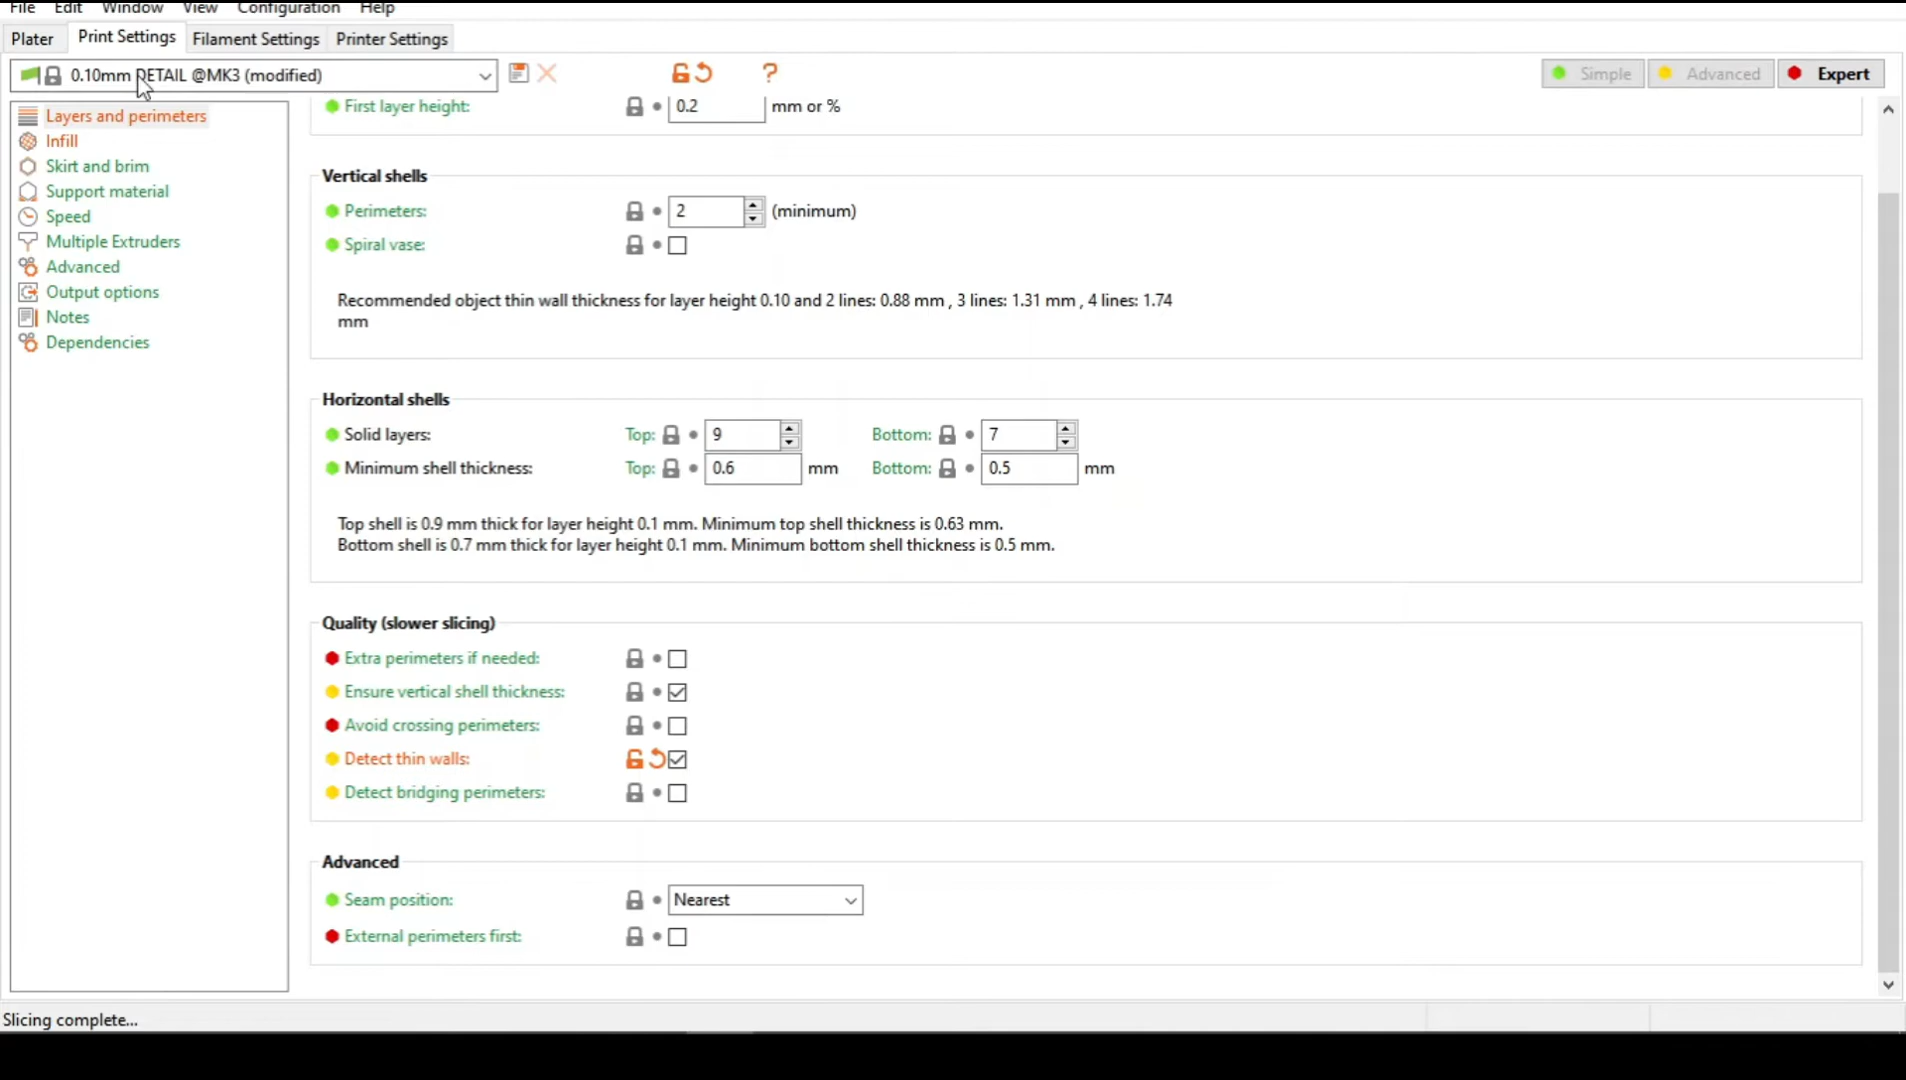 File Edit Window View Configuration Help
Plater Print Settings Filament Settings Printer Settings
0.10mm DETAIL @MK3 (modified) ? Simple Advanced Expert
Layers and perimeters
Infill
Skirt and brim
Support material
Speed
Multiple Extruders
Advanced
Output options
Notes
Dependencies
First layer height: 0.2 mm or %
Vertical shells
Perimeters: 2 (minimum)
Spiral vase:
Recommended object thin wall thickness for layer height 0.10 and 2 lines: 0.88 mm , 3 lines: 1.31 mm , 4 lines: 1.74
mm
Horizontal shells
Solid layers: Top: 9 Bottom: 7
Minimum shell thickness: Top: 0.6 mm Bottom: 0.5 mm
Top shell is 0.9 mm thick for layer height 0.1 mm. Minimum top shell thickness is 0.63 mm.
Bottom shell is 0.7 mm thick for layer height 0.1 mm. Minimum bottom shell thickness is 0.5 mm.
Quality (slower slicing)
Extra perimeters if needed:
Ensure vertical shell thickness:
Avoid crossing perimeters:
Detect thin walls:
Detect bridging perimeters:
Advanced
Seam position: Nearest
External perimeters first:
Slicing complete...